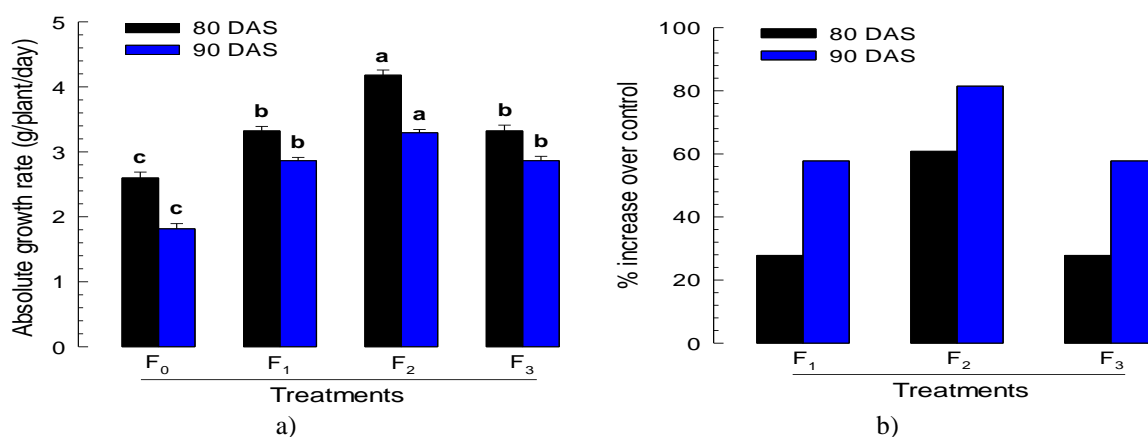 80 DAS
90 DAS
Absolute growth rate (g/plant/day)
5
4
3
2
1
0
c
c
b
b
a
a
b
b
F₀
F₁
F₂
F₃
Treatments
a)
80 DAS
90 DAS
% increase over control
100
80
60
40
20
0
F₁
F₂
F₃
Treatments
b)